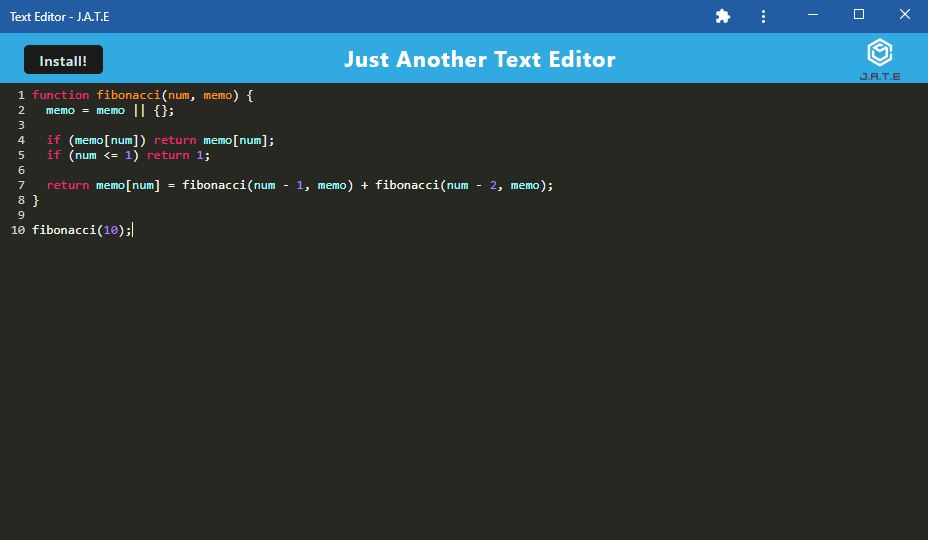 Text Editor - J.A.T.E
Install!
Just Another Text Editor
J.A.T.E
1 function fibonacci(num, memo) {
2   memo = memo || {};
3
4   if (memo[num]) return memo[num];
5   if (num <= 1) return 1;
6
7   return memo[num] = fibonacci(num - 1, memo) + fibonacci(num - 2, memo);
8 }
9
10 fibonacci(10);